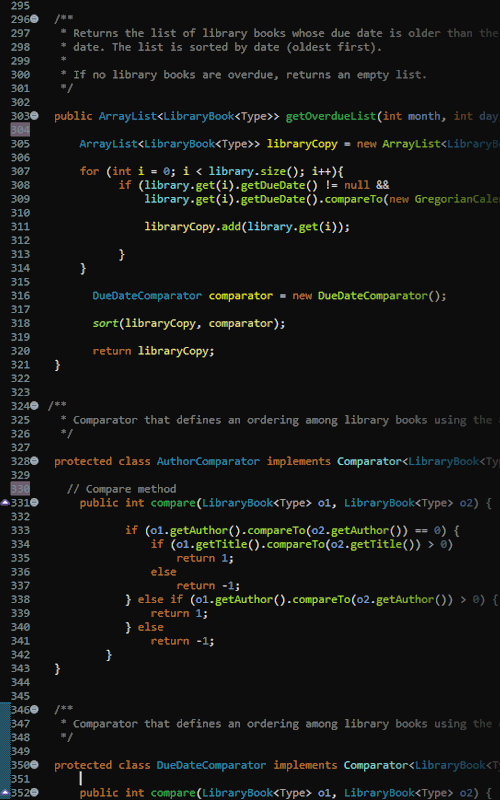 295
296 /**
297 * Returns the list of library books whose due date is older than the
298 * date. The list is sorted by date (oldest first).
299 *
300 * If no library books are overdue, returns an empty list.
301 */
302
303 public ArrayList<LibraryBook<Type>> getOverdueList(int month, int day
304
305 ArrayList<LibraryBook<Type>> libraryCopy = new ArrayList<LibraryBo
306
307 for (int i = 0; i < library.size(); i++){
308 if (library.get(i).getDueDate() != null &&
309 library.get(i).getDueDate().compareTo(new GregorianCale
310
311 libraryCopy.add(library.get(i));
312
313 }
314 }
315
316 DueDateComparator comparator = new DueDateComparator();
317
318 sort(libraryCopy, comparator);
319
320 return libraryCopy;
321 }
322
323
324 /**
325 * Comparator that defines an ordering among library books using the
326 */
327
328 protected class AuthorComparator implements Comparator<LibraryBook<Ty
329
330 // Compare method
331 public int compare(LibraryBook<Type> o1, LibraryBook<Type> o2) {
332
333 if (o1.getAuthor().compareTo(o2.getAuthor()) == 0) {
334 if (o1.getTitle().compareTo(o2.getTitle()) > 0)
335 return 1;
336 else
337 return -1;
338 } else if (o1.getAuthor().compareTo(o2.getAuthor()) > 0) {
339 return 1;
340 } else
341 return -1;
342 }
343 }
344
345
346 /**
347 * Comparator that defines an ordering among library books using the
348 */
349
350 protected class DueDateComparator implements Comparator<LibraryBook<T
351
352 public int compare(LibraryBook<Type> o1, LibraryBook<Type> o2) {